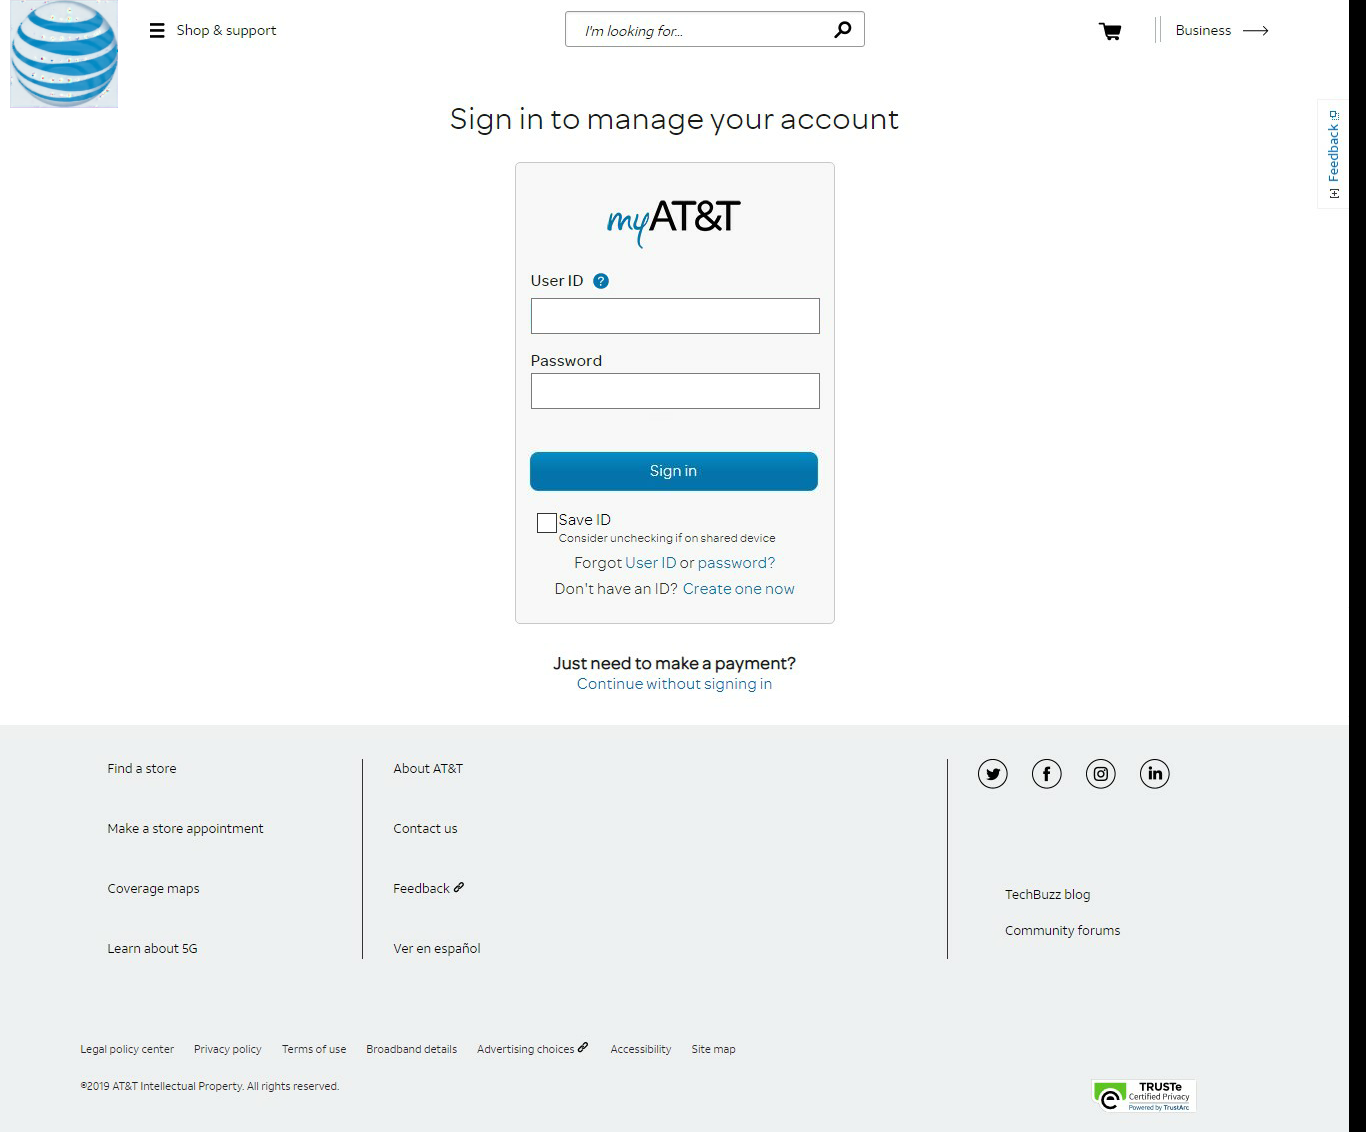 Shop & support
I'm looking for...
Business
Feedback
Sign in to manage your account
myAT&T
User ID ?
Password
Sign in
Save ID
Consider unchecking if on shared device
Forgot User ID or password?
Don't have an ID? Create one now
Just need to make a payment?
Continue without signing in
Find a store
Make a store appointment
Coverage maps
Learn about 5G
About AT&T
Contact us
Feedback
Ver en español
TechBuzz blog
Community forums
Legal policy center Privacy policy Terms of use Broadband details Advertising choices Accessibility Site map
©2019 AT&T Intellectual Property. All rights reserved.
TRUSTe
Certified Privacy
Powered by TrustArc